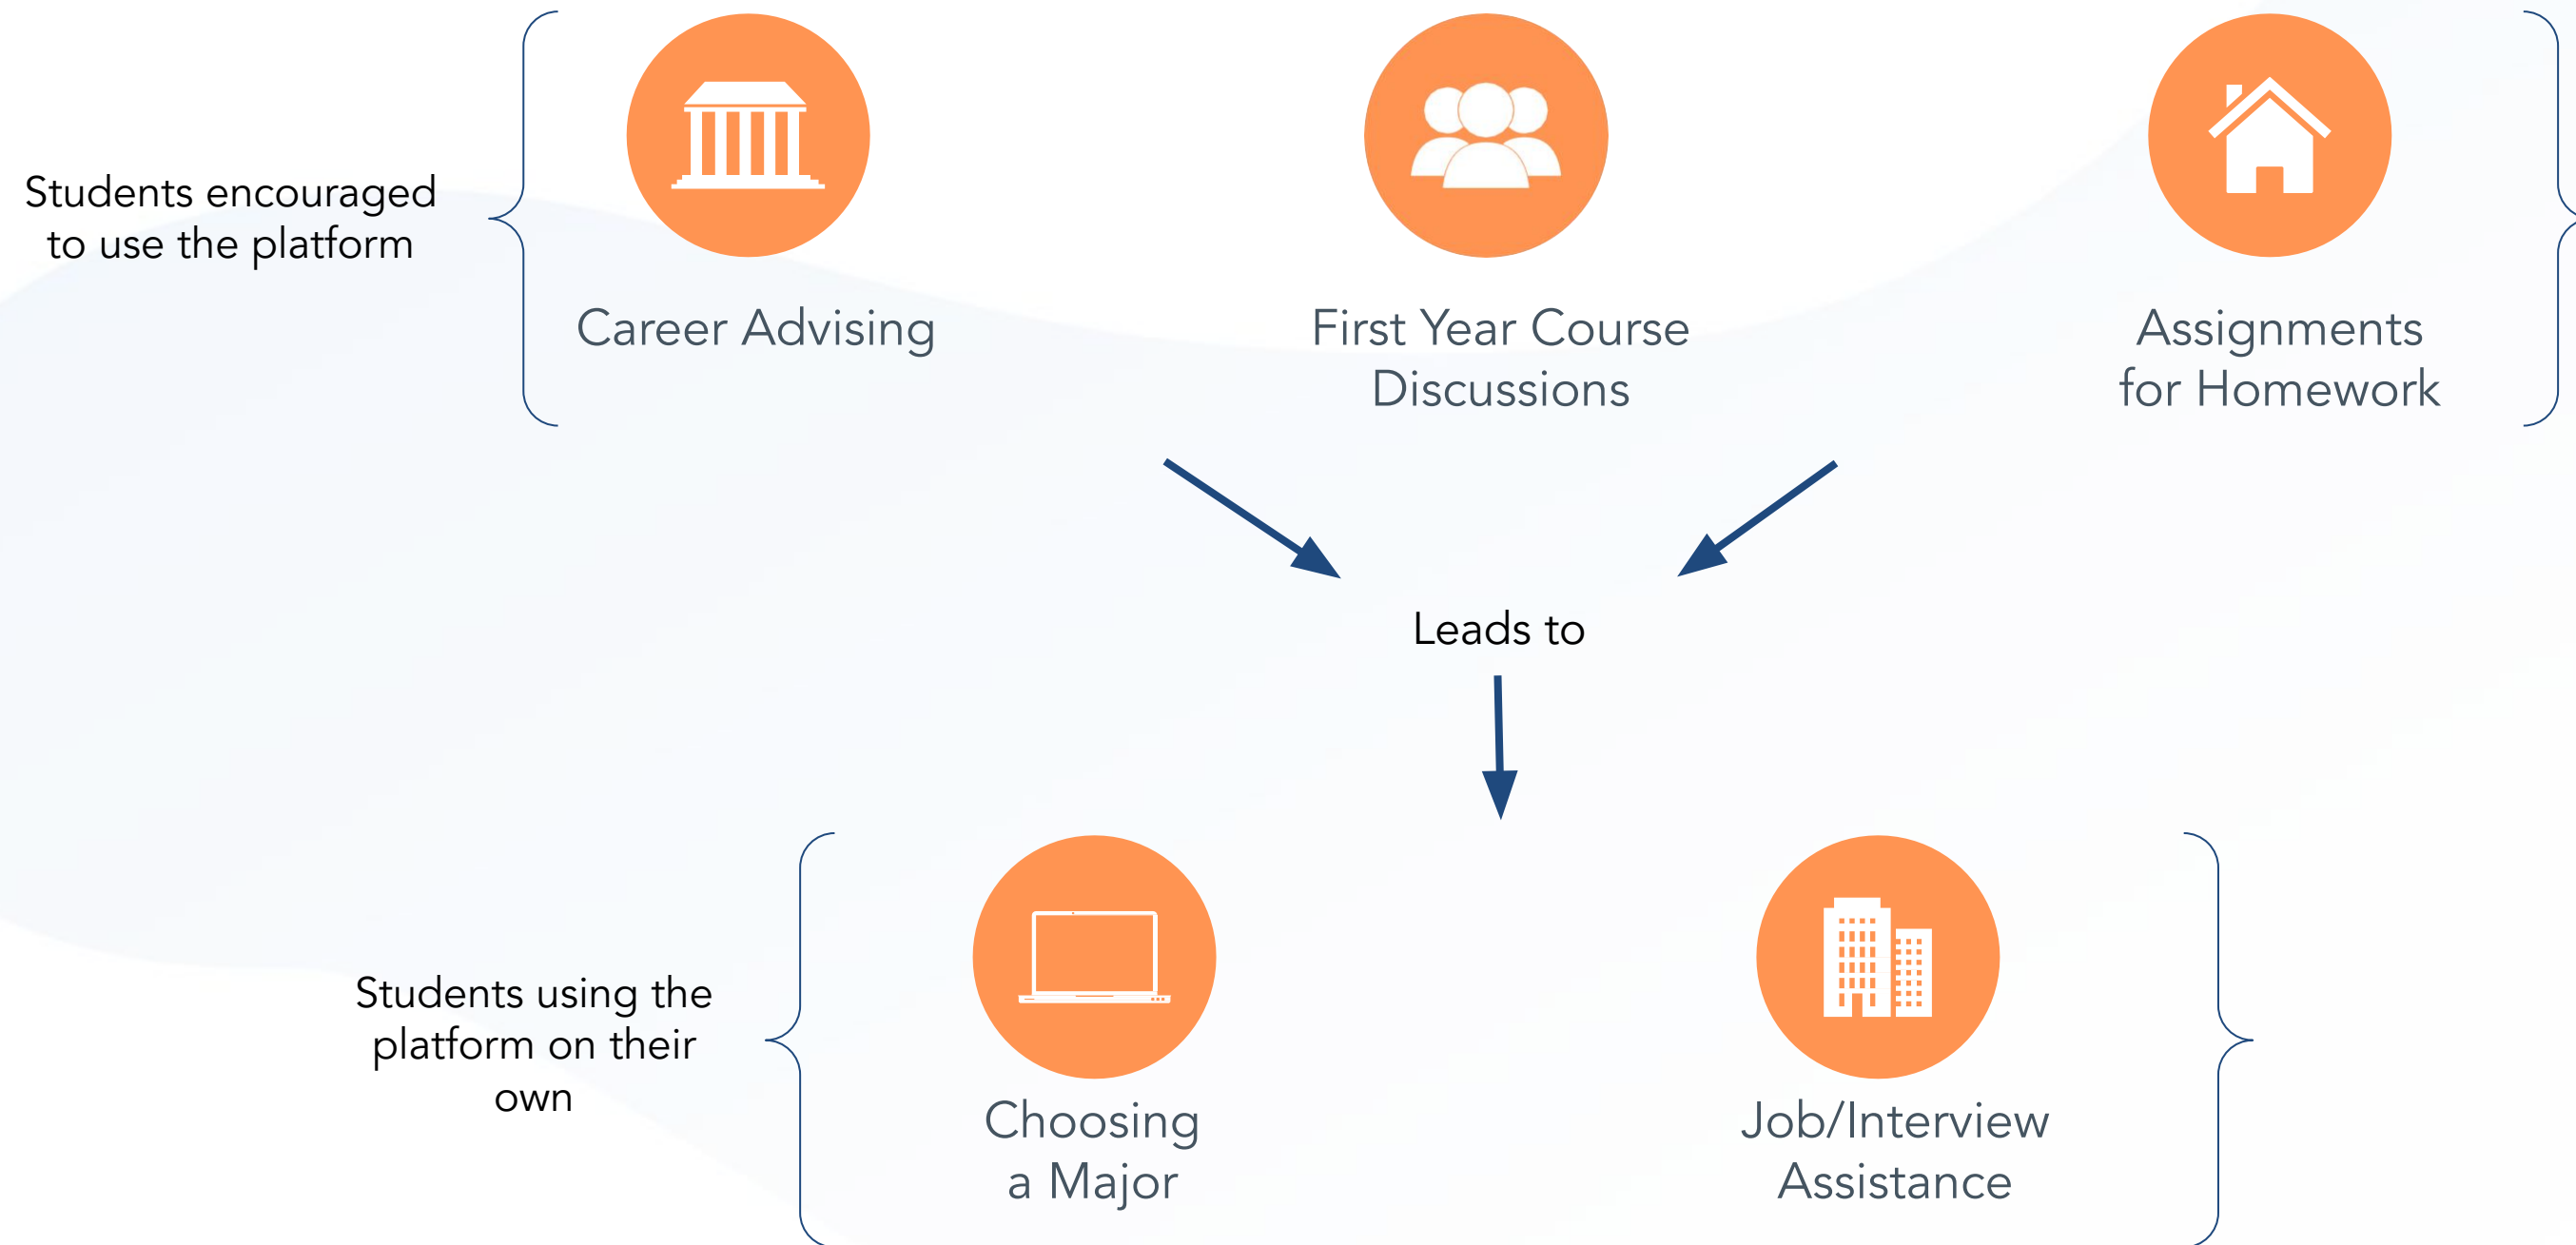 Students encouraged
to use the platform
Career Advising
First Year Course
Discussions
Assignments
for Homework
Leads to
Students using the
platform on their
own
Choosing
a Major
Job/Interview
Assistance